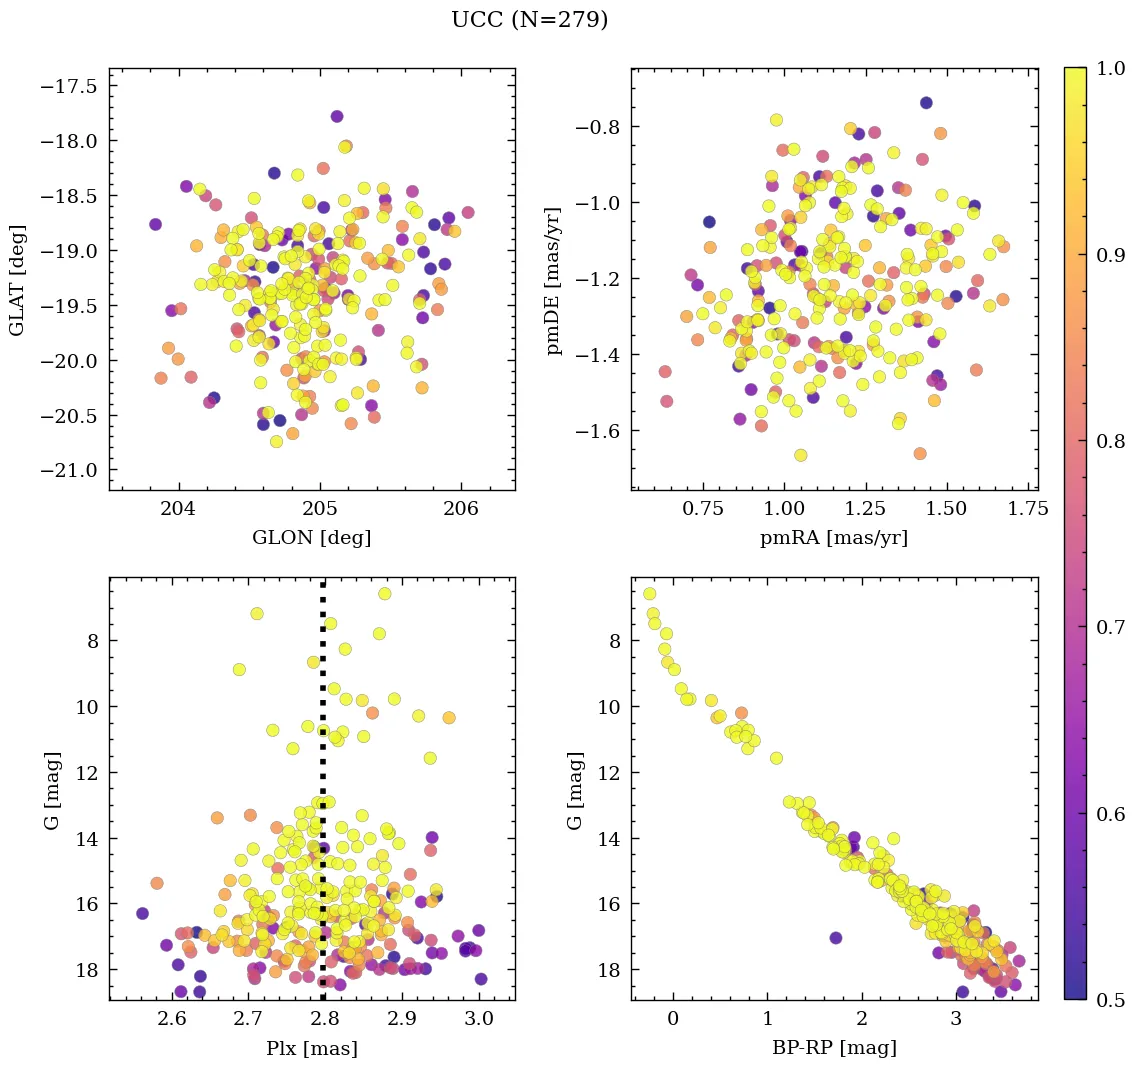 UCC (N=279)
−17.5
−18.0
−18.5
−19.0
−19.5
−20.0
−20.5
−21.0
GLAT [deg]
204 205 206
GLON [deg]
−0.8
−1.0
−1.2
−1.4
−1.6
pmDE [mas/yr]
0.75 1.00 1.25 1.50 1.75
pmRA [mas/yr]
8
10
12
14
16
18
G [mag]
2.6 2.7 2.8 2.9 3.0
Plx [mas]
8
10
12
14
16
18
G [mag]
0 1 2 3
BP-RP [mag]
1.0
0.9
0.8
0.7
0.6
0.5